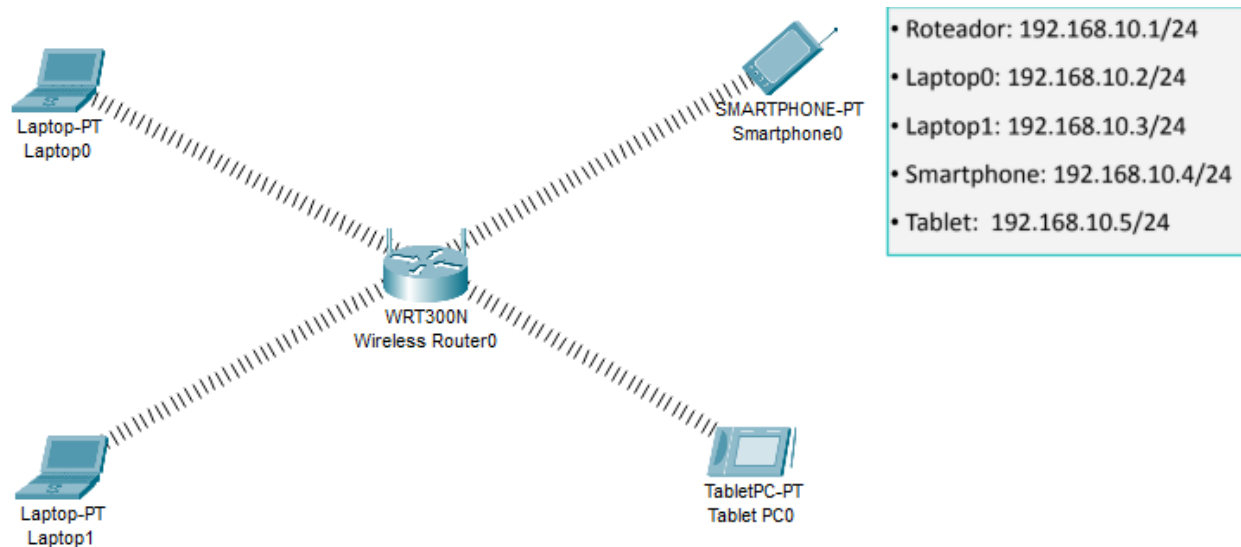 Laptop-PT
Laptop0
SMARTPHONE-PT
Smartphone0
WRT300N
Wireless Router0
Laptop-PT
Laptop1
TabletPC-PT
Tablet PC0
• Roteador: 192.168.10.1/24
• Laptop0: 192.168.10.2/24
• Laptop1: 192.168.10.3/24
• Smartphone: 192.168.10.4/24
• Tablet: 192.168.10.5/24